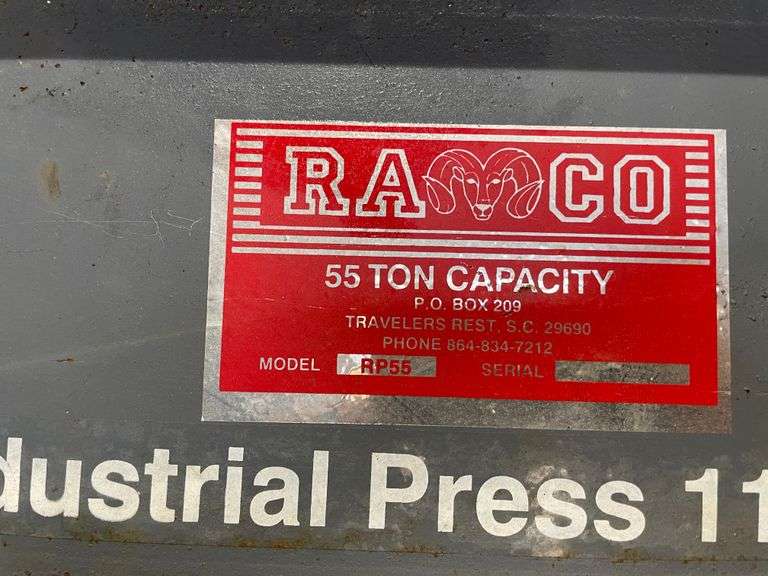 RAMCO
55 TON CAPACITY
P.O. BOX 209
TRAVELERS REST, S.C. 29690
PHONE 864-834-7212
MODEL RP55 SERIAL
dustrial Press 11